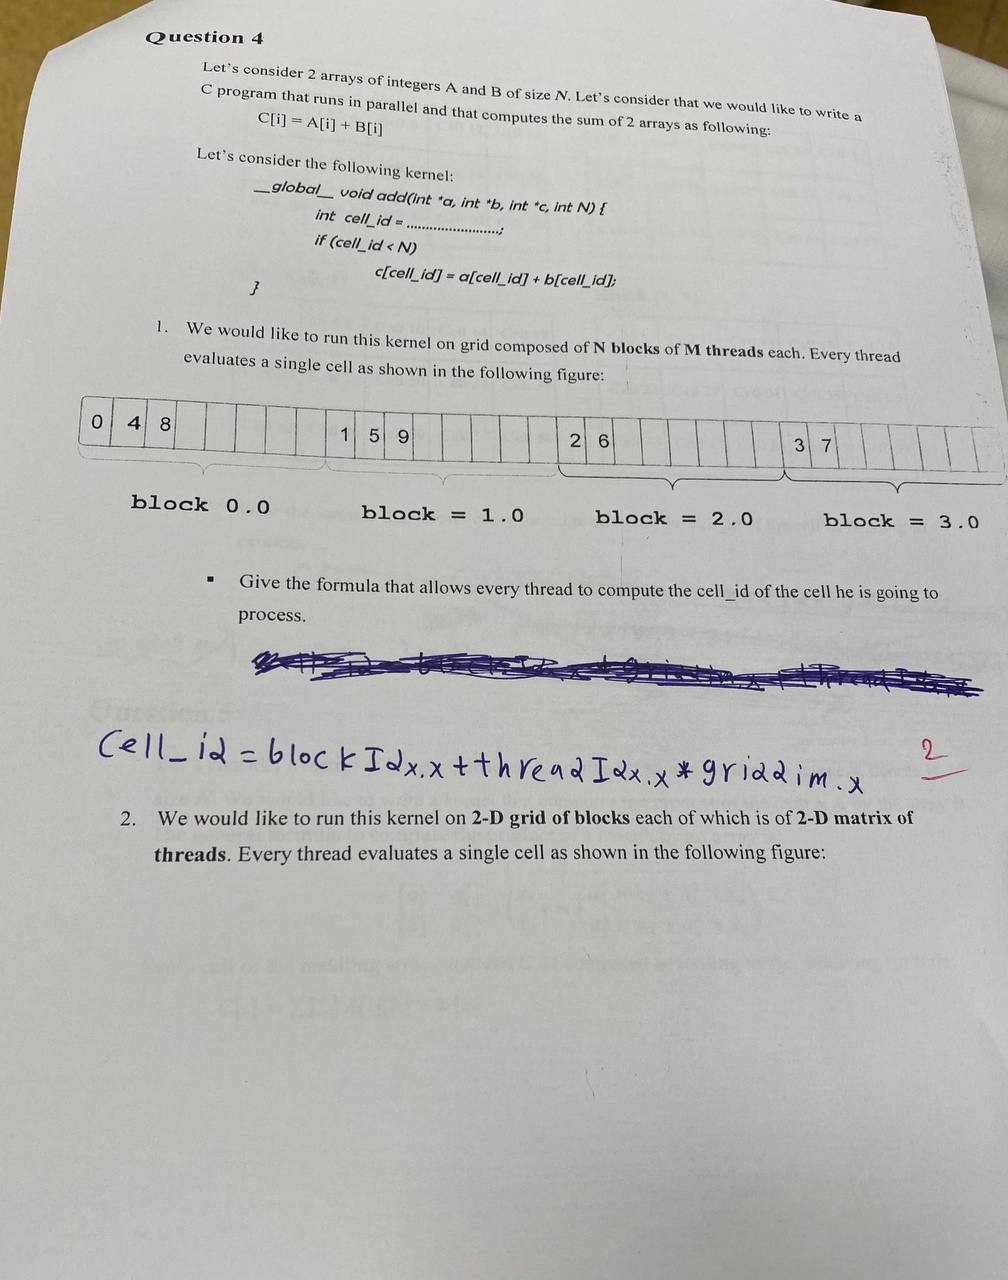 Question 4
Let's consider 2 arrays of integers A and B of size N. Let's consider that we would like to write a
C program that runs in parallel and that computes the sum of 2 arrays as following:
C[i] = A[i] + B[i]
Let's consider the following kernel:
__global__ void add(int *a, int *b, int *c, int N) {
int cell_id = ........................;
if (cell_id < N)
c[cell_id] = a[cell_id] + b[cell_id];
}
1. We would like to run this kernel on grid composed of N blocks of M threads each. Every thread
evaluates a single cell as shown in the following figure:
0 4 8 1 5 9 2 6 3 7
block 0.0 block = 1.0 block = 2.0 block = 3.0
▪ Give the formula that allows every thread to compute the cell_id of the cell he is going to
process.
Cell_id = blockIdx.x + threadIdx.x * griddim.x
2
2. We would like to run this kernel on 2-D grid of blocks each of which is of 2-D matrix of
threads. Every thread evaluates a single cell as shown in the following figure: